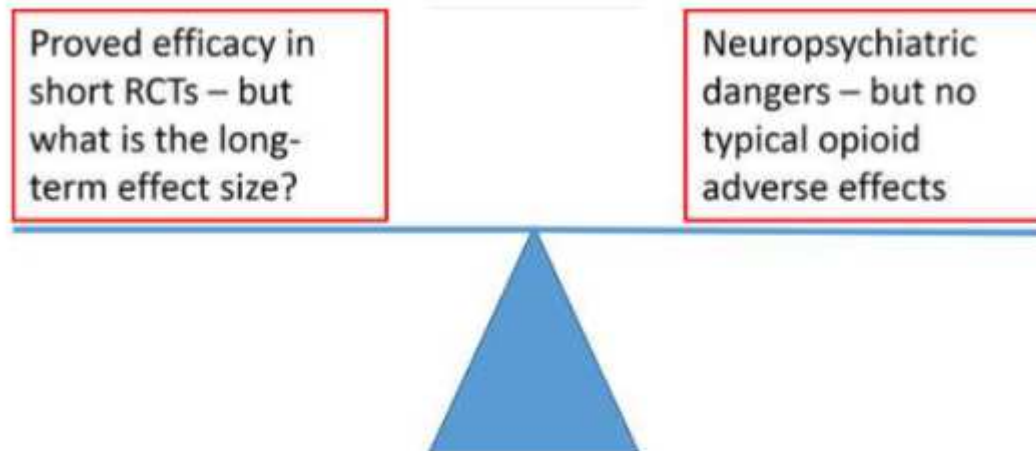 Proved efficacy in
short RCTs – but
what is the long-
term effect size?
Neuropsychiatric
dangers – but no
typical opioid
adverse effects